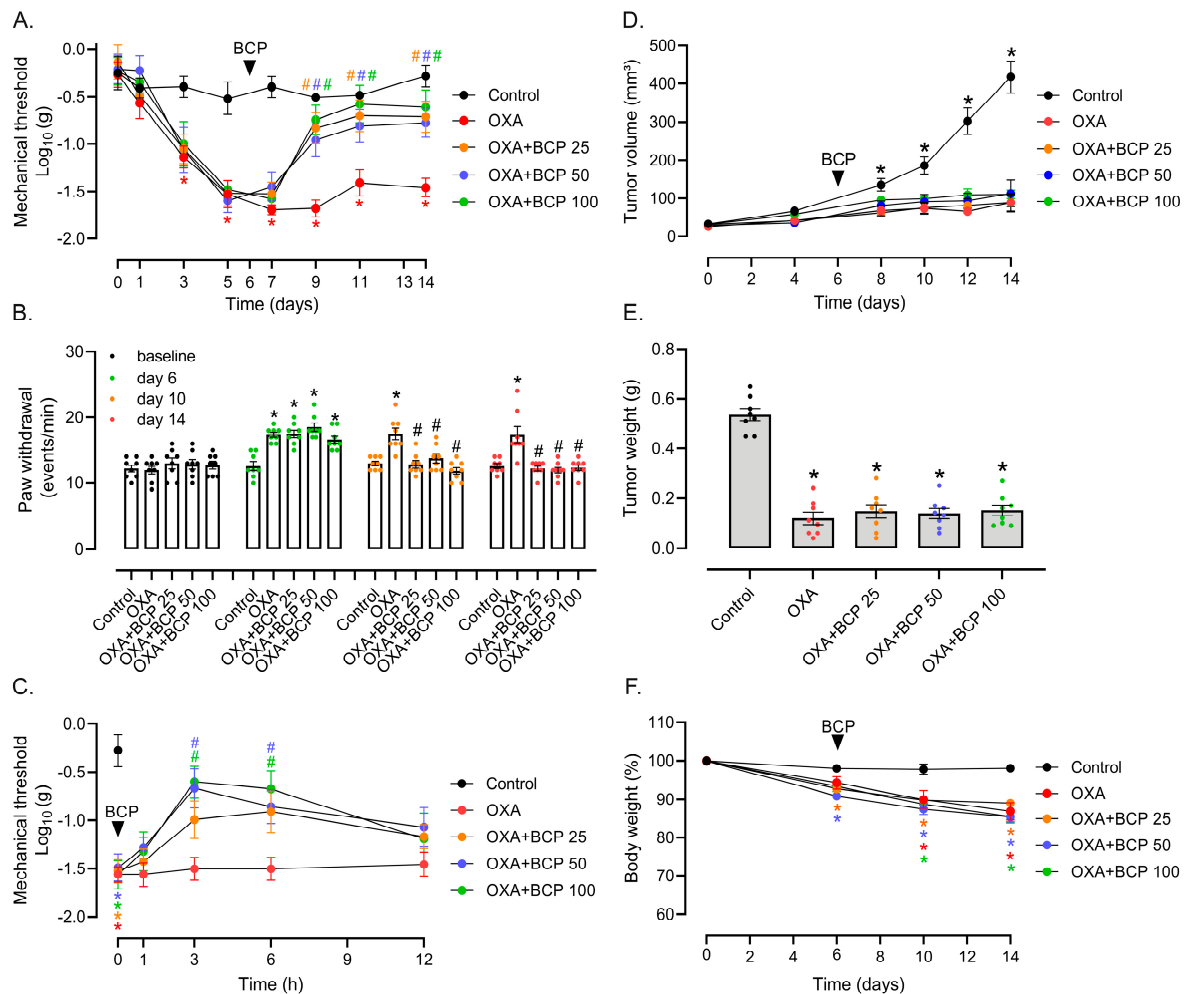 A.
BCP
###
###
###
0.0
-0.5
-1.0
-1.5
-2.0
Mechanical threshold
Log₁₀ (g)
*
*
*
*
*
*
0 1 3 5 6 7 9 11 13 14
Time (days)
Control
OXA
OXA+BCP 25
OXA+BCP 50
OXA+BCP 100
D.
500
400
300
200
100
0
Tumor volume (mm³)
BCP
*
*
*
*
0 2 4 6 8 10 12 14
Time (days)
Control
OXA
OXA+BCP 25
OXA+BCP 50
OXA+BCP 100
B.
30
20
10
0
Paw withdrawal
(events/min)
baseline
day 6
day 10
day 14
* * * *
* # # #
* # # #
Control
OXA
OXA+BCP 25
OXA+BCP 50
OXA+BCP 100
Control
OXA
OXA+BCP 25
OXA+BCP 50
OXA+BCP 100
Control
OXA
OXA+BCP 25
OXA+BCP 50
OXA+BCP 100
Control
OXA
OXA+BCP 25
OXA+BCP 50
OXA+BCP 100
E.
0.8
0.6
0.4
0.2
0.0
Tumor weight (g)
* * * *
Control
OXA
OXA+BCP 25
OXA+BCP 50
OXA+BCP 100
C.
0.0
-0.5
-1.0
-1.5
-2.0
Mechanical threshold
Log₁₀ (g)
BCP
#
#
#
#
*
*
*
*
0 1 3 6 9 12
Time (h)
Control
OXA
OXA+BCP 25
OXA+BCP 50
OXA+BCP 100
F.
110
100
90
80
70
60
Body weight (%)
BCP
*
*
*
*
*
*
*
*
*
*
0 2 4 6 8 10 12 14
Time (days)
Control
OXA
OXA+BCP 25
OXA+BCP 50
OXA+BCP 100